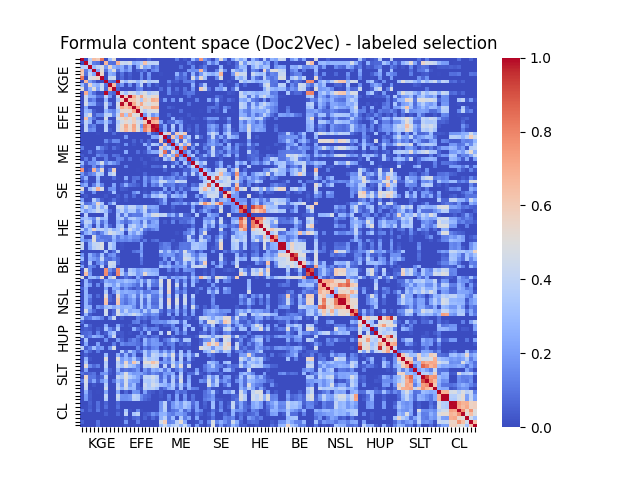 Formula content space (Doc2Vec) - labeled selection
KGE
EFE
ME
SE
HE
BE
NSL
HUP
SLT
CL
KGE EFE ME SE HE BE NSL HUP SLT CL
1.0
0.8
0.6
0.4
0.2
0.0